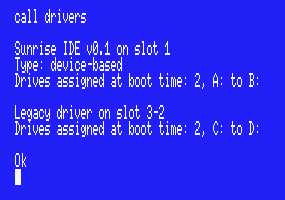 call drivers
Sunrise IDE v0.1 on slot 1
Type: device-based
Drives assigned at boot time: 2, A: to B:
Legacy driver on slot 3-2
Drives assigned at boot time: 2, C: to D:
Ok